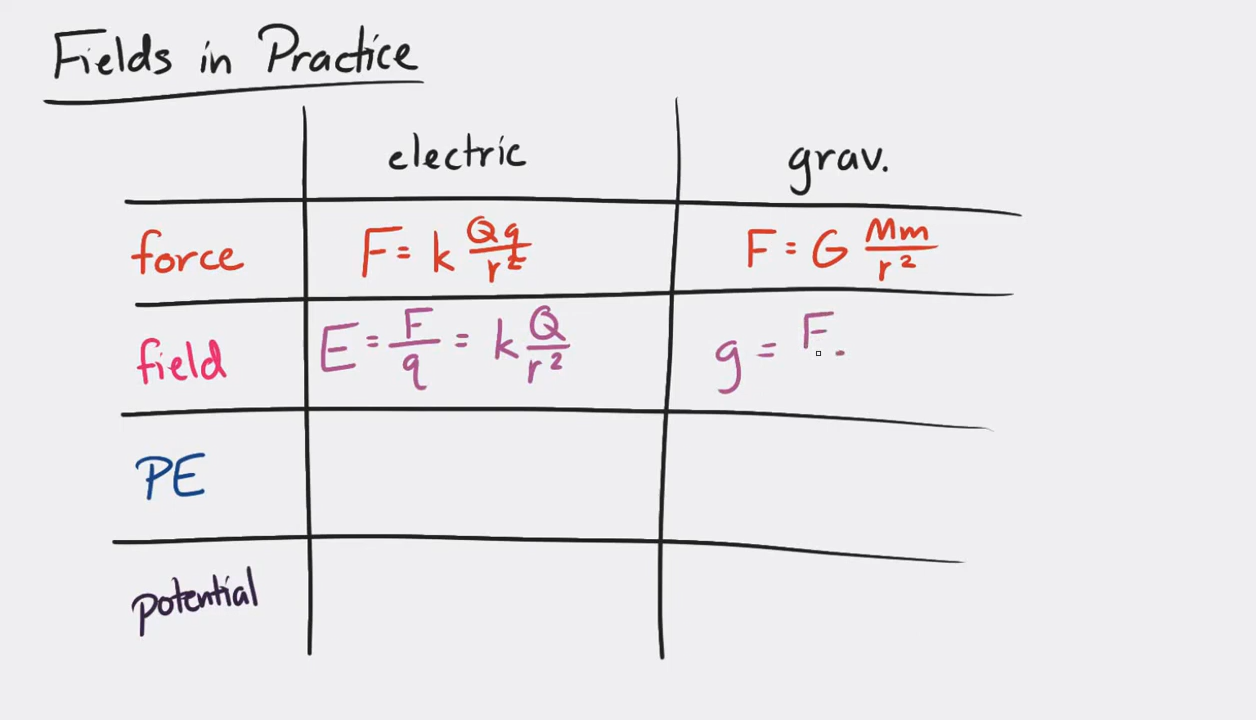 Fields in Practice
electric grav.
force F = k Qq/r² F = G Mm/r²
field E = F/q = k Q/r² g = F
PE
potential